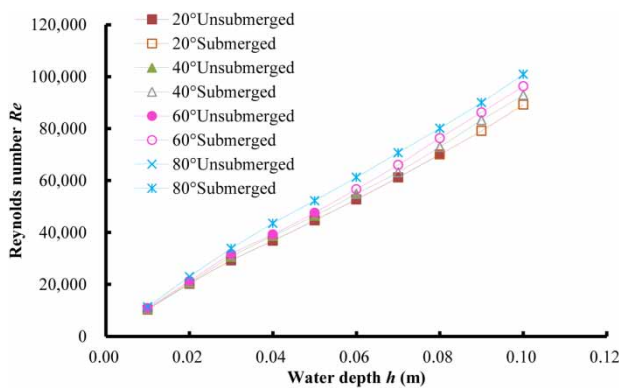 120,000
100,000
80,000
60,000
40,000
20,000
0
Reynolds number Re
20°Unsubmerged
20°Submerged
40°Unsubmerged
40°Submerged
60°Unsubmerged
60°Submerged
80°Unsubmerged
80°Submerged
0.00 0.02 0.04 0.06 0.08 0.10 0.12
Water depth h (m)